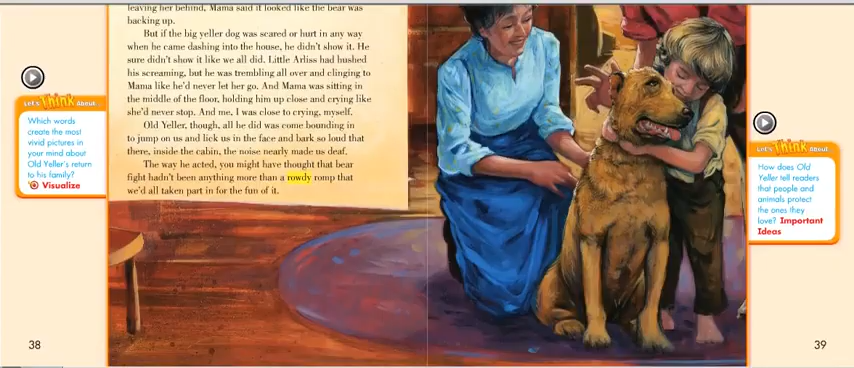 leaving her behind, Mama said it looked like the bear was
backing up.
But if the big yeller dog was scared or hurt in any way
when he came dashing into the house, he didn't show it. He
sure didn't show it like we all did. Little Arliss had hushed
his screaming, but he was trembling all over and clinging to
Mama like he'd never let her go. And Mama was sitting in
the middle of the floor, holding him up close and crying like
she'd never stop. And me, I was close to crying, myself.
Old Yeller, though, all he did was come bounding in
to jump on us and lick us in the face and bark so loud that
there, inside the cabin, the noise nearly made us deaf.
The way he acted, you might have thought that bear
fight hadn't been anything more than a rowdy romp that
we'd all taken part in for the fun of it.
Let's Think About...
Which words
create the most
vivid pictures in
your mind about
Old Yeller's return
to his family?
Visualize
38
Let's Think About...
How does Old
Yeller tell readers
that people and
animals protect
the ones they
love? Important
Ideas
39